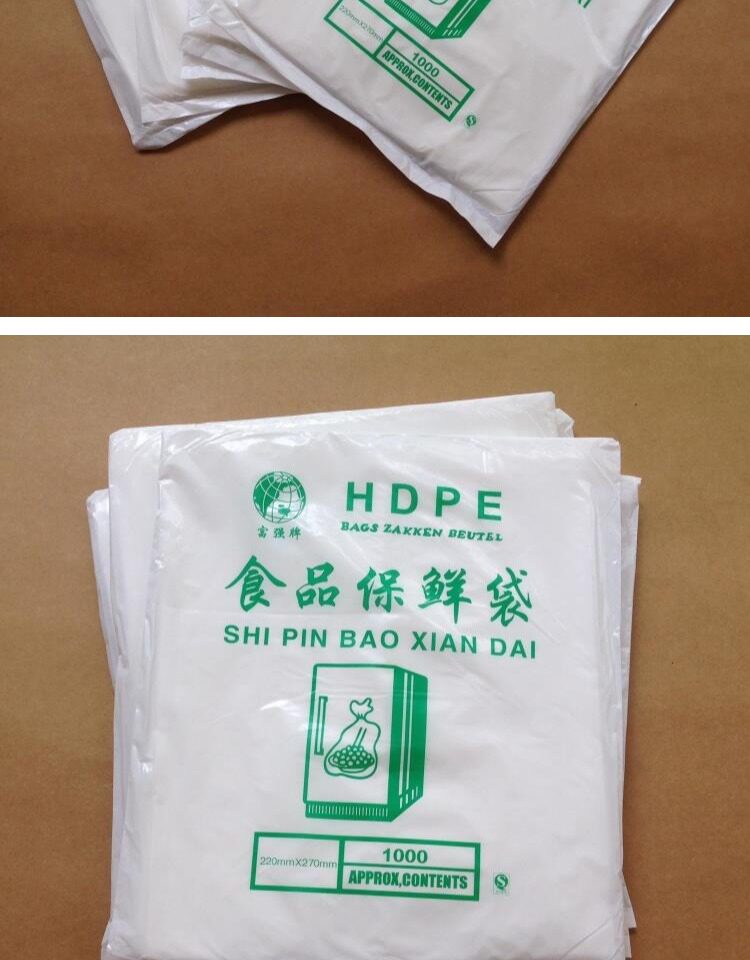 220mmX270mm
1000
APPROX,CONTENTS
HDPE
BAGS ZAKKEN BEUTEL
富强牌
食品保鲜袋
SHI PIN BAO XIAN DAI
220mmX270mm
1000
APPROX,CONTENTS